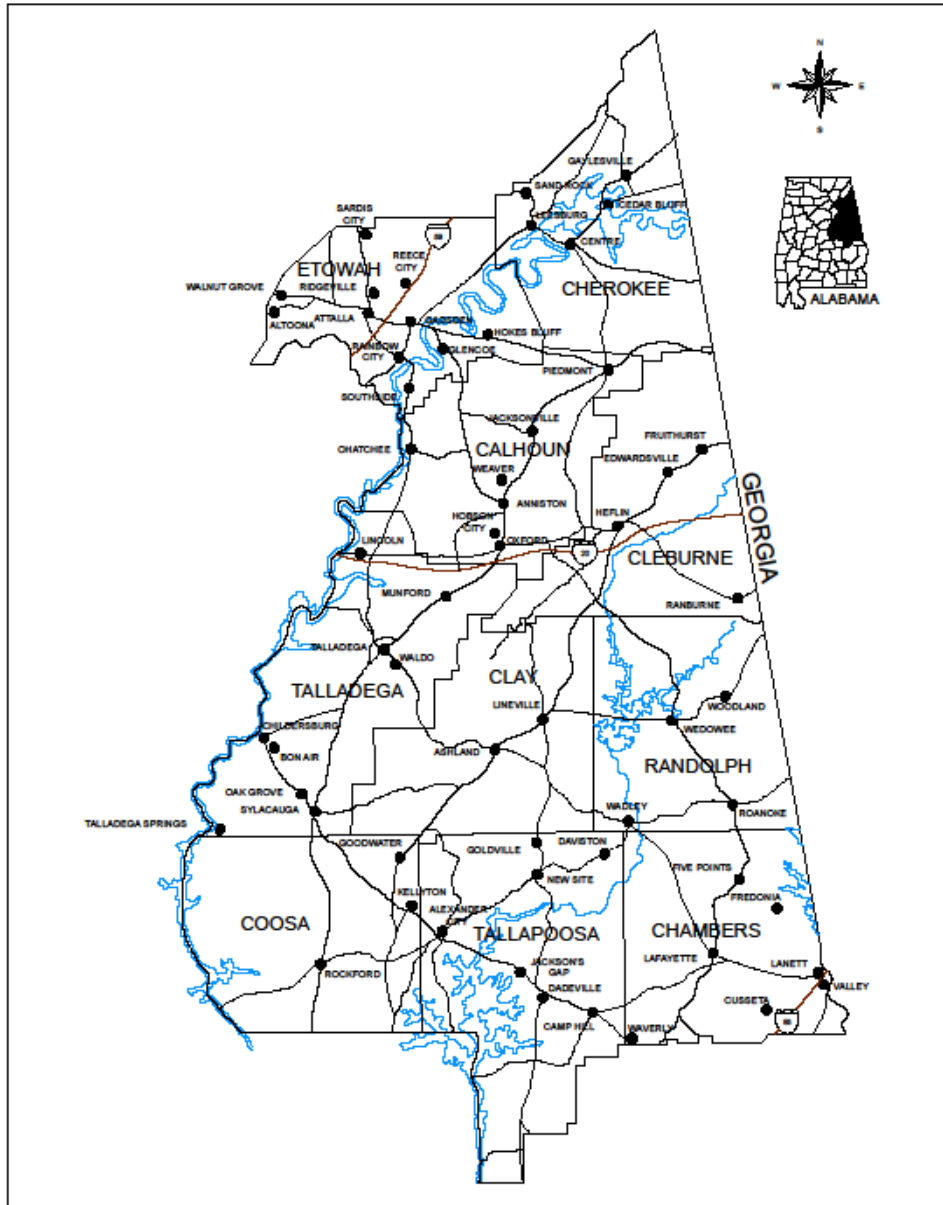 N
W
E
S
GAYLESVILLE
SAND ROCK
CEDAR BLUFF
SARDIS
CITY
LEESBURG
59
CENTRE
REECE
CITY
ETOWAH
WALNUT GROVE
RIDGEVILLE
CHEROKEE
ALABAMA
ALTOONA
ATTALLA
GADSDEN
HOKES BLUFF
RAINBOW
CITY
GLENCOE
PIEDMONT
SOUTHSIDE
JACKSONVILLE
FRUITHURST
OHATCHEE
CALHOUN
EDWARDSVILLE
WEAVER
GEORGIA
ANNISTON
HEFLIN
HOBSON
CITY
LINCOLN
OXFORD
20
CLEBURNE
MUNFORD
RANBURNE
TALLADEGA
WALDO
TALLADEGA
CLAY
LINEVILLE
WOODLAND
CHILDERSBURG
WEDOWEE
BON AIR
ASHLAND
RANDOLPH
OAK GROVE
SYLACAUGA
WADLEY
ROANOKE
TALLADEGA SPRINGS
GOODWATER
GOLDVILLE
DAVISTON
FIVE POINTS
NEW SITE
KELLYTON
FREDONIA
ALEXANDER
CITY
COOSA
TALLAPOOSA
CHAMBERS
LAFAYETTE
LANETT
ROCKFORD
JACKSON'S
GAP
VALLEY
DADEVILLE
CUSSETA
CAMP HILL
WAVERLY
85